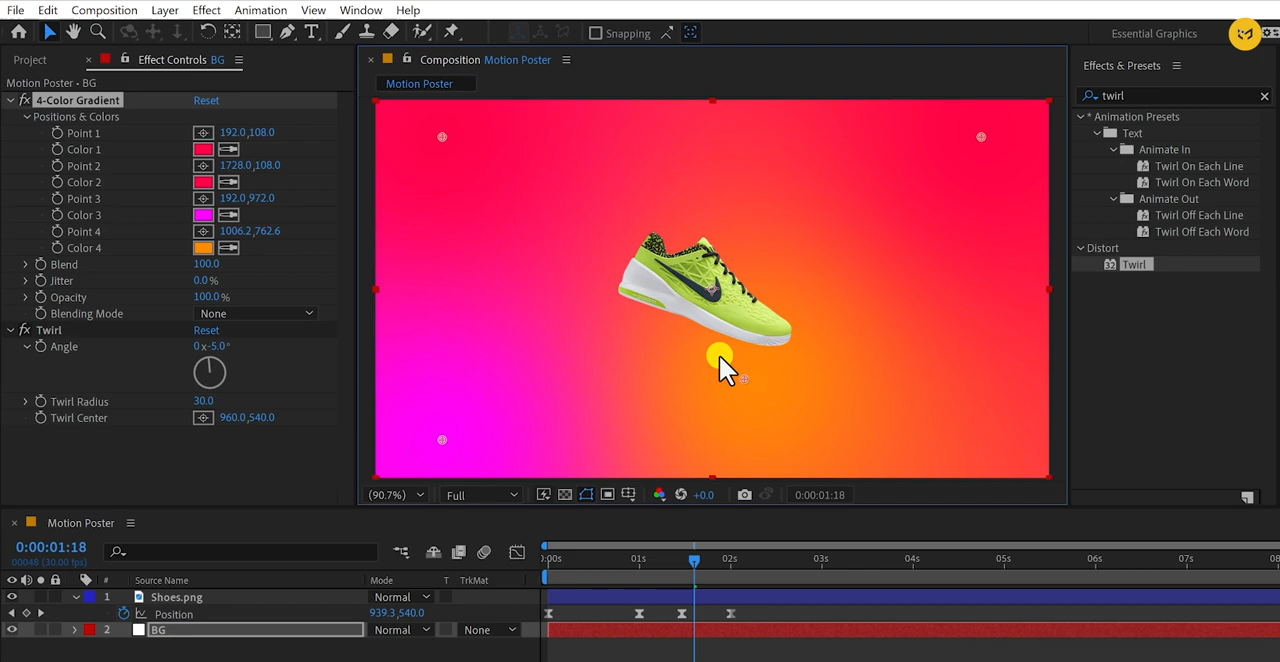 File Edit Composition Layer Effect Animation View Window Help
Snapping
Essential Granphics
Project × Effect Controls BG
Composition Motion Poster
Effects & Presets
Motion Poster • BG
Motion Poster
twirl
fx 4-Color Gradient Reset
Positions & Colors
Point 1 192.0,108.0
Color 1
Point 2 1728.0,108.0
Color 2
Point 3 192.0,972.0
Color 3
Point 4 1006.2,762.6
Color 4
Blend 100.0
Jitter 0.0%
Opacity 100.0%
Blending Mode None
fx Twirl Reset
Angle 0x-5.0°
Twirl Radius 30.0
Twirl Center 960.0,540.0
* Animation Presets
Text
Animate In
Twirl On Each Line
Twirl On Each Word
Animate Out
Twirl Off Each Line
Twirl Off Each Word
Distort
32 Twirl
(90.7%) Full +0.0 0:00:01:18
× Motion Poster
0:00:01:18
00048 (30.00 fps)
:00s 01s 02s 03s 04s 05s 06s 07s 08
# Source Name Mode T TrkMat
1 Shoes.png Normal
Position 939.3,540.0
2 BG Normal None